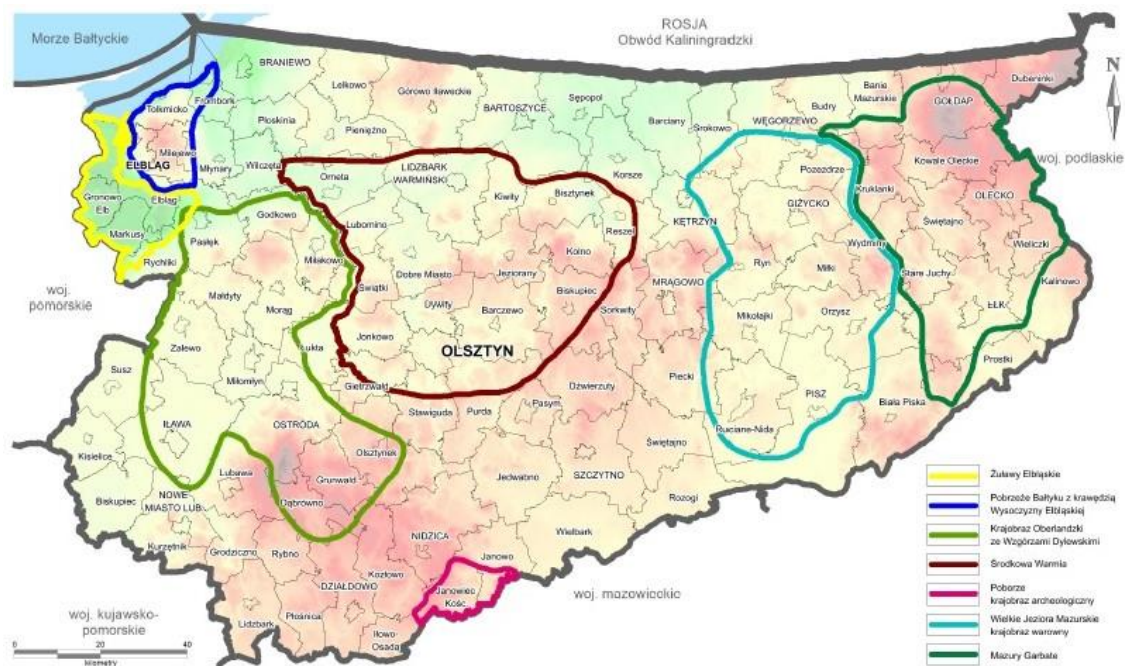 Morze Bałtyckie
ROSJA
Obwód Kaliningradzki
N
BRANIEWO
Lelkowo
Górowo Iławeckie
BARTOSZYCE
Sępopol
Barciany
Srokowo
WĘGORZEWO
Budry
Bania
Mazurskie
GOŁDAP
Dubeninki
Tolkmicko
Frombork
Płoskinia
Pieniężno
woj. podlaskie
ELBLĄG
Milejewo
Młynary
Wilczęta
Orneta
LIDZBARK
WARMIŃSKI
Kiwity
Bisztynek
Korsze
Pozezdrze
Kruklanki
Kowale Oleckie
OLECKO
Gronowo
Elb
Elbląg
Markusy
Rychliki
Godkowo
Pasłęk
Lubomino
Reszel
KĘTRZYN
GIŻYCKO
Świętajno
Wieliczki
Miłakowo
Kolno
Wydminy
woj.
pomorskie
Małdyty
Świątki
Dobre Miasto
Jeziorany
Ryn
Miłki
Stare Juchy
Kalinowo
Morąg
Dywity
Barczewo
Biskupiec
Sorkwity
MRĄGOWO
Mikołajki
Orzysz
EŁK
Zalewo
Łukta
Jonkowo
OLSZTYN
Susz
Miłomłyn
Gietrzwałd
Dźwierzuty
Piecki
PISZ
Prostki
Biała Piska
Stawiguda
Purda
Pasym
IŁAWA
OSTRÓDA
Olsztynek
Świętajno
Ruciane-Nida
Kisielice
Lubawa
Grunwald
Jedwabno
SZCZYTNO
Biskupiec
NOWE
MIASTO LUB.
Dąbrówno
Rozogi
Kurzętnik
Grodziczno
Rybno
NIDZICA
Wielbark
Janowo
Kozłowo
DZIAŁDOWO
Janowiec
Kośc.
woj. mazowieckie
woj. kujawsko-
pomorskie
Lidzbark
Płośnica
Iłowo-
Osada
20 0 20 40
kilometry
Żuławy Elbląskie
Pobrzeże Bałtyku z krawędzią
Wysoczyzny Elbląskiej
Krajobraz Oberlandzki
ze Wzgórzami Dylewskimi
Środkowa Warmia
Poborze
krajobraz archeologiczny
Wielkie Jeziora Mazurskie
krajobraz warowny
Mazury Garbate